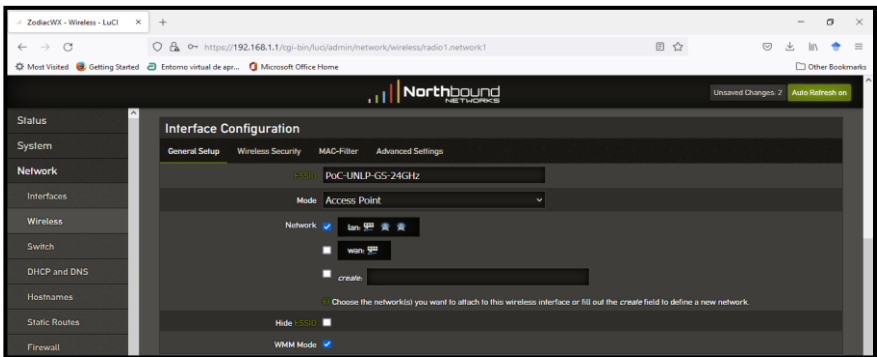 ZodiacWX - Wireless - LuCI
https://192.168.1.1/cgi-bin/luci/admin/network/wireless/radio1.network1
Most Visited Getting Started Entorno virtual de apr... Microsoft Office Home Other Bookmarks
Northbound
NETWORKS
Unsaved Changes: 2 Auto Refresh on
Status
System
Network
Interfaces
Wireless
Switch
DHCP and DNS
Hostnames
Static Routes
Firewall
Interface Configuration
General Setup Wireless Security MAC-Filter Advanced Settings
ESSID PoC-UNLP-GS-24GHz
Mode Access Point
Network lan:
wan:
create:
Choose the network(s) you want to attach to this wireless interface or fill out the create field to define a new network.
Hide ESSID
WMM Mode